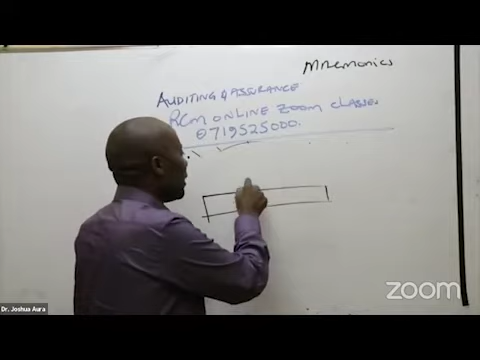 Mnemonics
AUDITING & ASSURANCE
RCM ONLINE ZOOM CLASSES
0719525000.
zoom
Dr. Joshua Aura